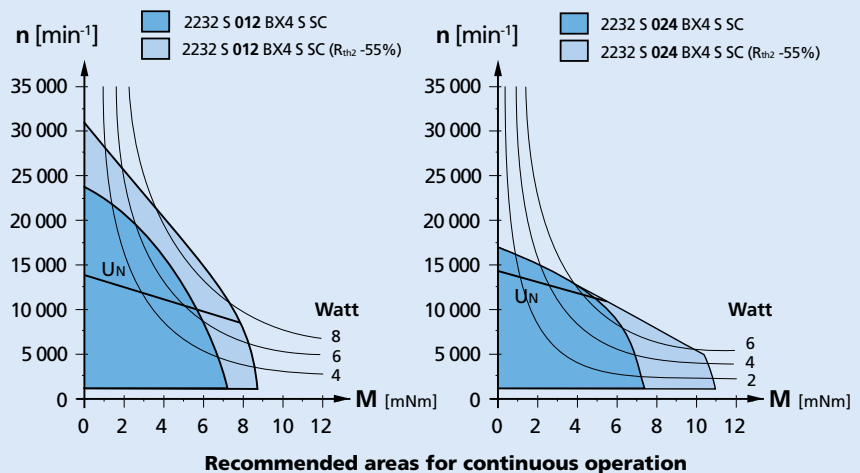 n [min-1]
2232 S 012 BX4 S SC
2232 S 012 BX4 S SC (Rth2 -55%)
35 000
30 000
25 000
20 000
15 000
10 000
5 000
0
UN
Watt
8
6
4
0 2 4 6 8 10 12
M [mNm]
n [min-1]
2232 S 024 BX4 S SC
2232 S 024 BX4 S SC (Rth2 -55%)
35 000
30 000
25 000
20 000
15 000
10 000
5 000
0
UN
Watt
6
4
2
0 2 4 6 8 10 12
M [mNm]
Recommended areas for continuous operation